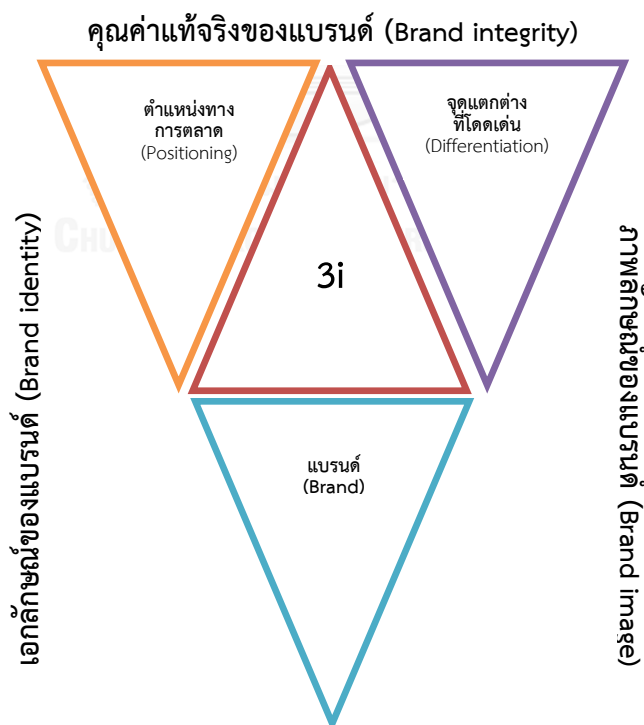 คุณค่าแท้จริงของแบรนด์ (Brand integrity)
ตำแหน่งทาง
การตลาด
(Positioning)
จุดแตกต่าง
ที่โดดเด่น
(Differentiation)
เอกลักษณ์ของแบรนด์ (Brand identity)
3i
ภาพลักษณ์ของแบรนด์ (Brand image)
แบรนด์
(Brand)